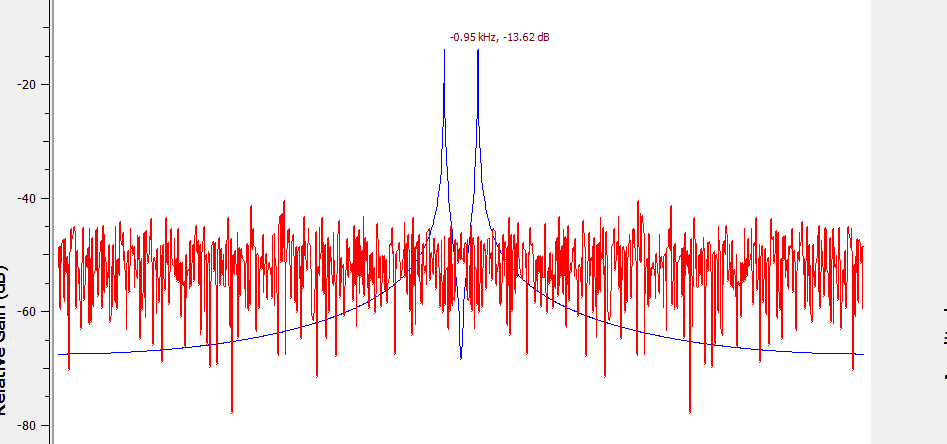 -0.95 kHz, -13.62 dB
-20
-40
-60
-80
Relative Gain (dB)